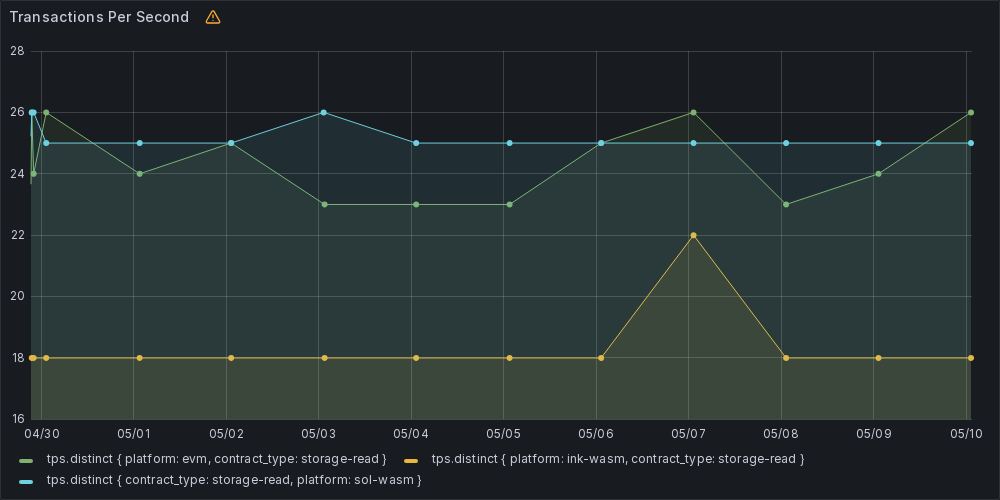 Transactions Per Second
28
26
24
22
20
18
16
04/30 05/01 05/02 05/03 05/04 05/05 05/06 05/07 05/08 05/09 05/10
tps.distinct { platform: evm, contract_type: storage-read } tps.distinct { platform: ink-wasm, contract_type: storage-read }
tps.distinct { contract_type: storage-read, platform: sol-wasm }